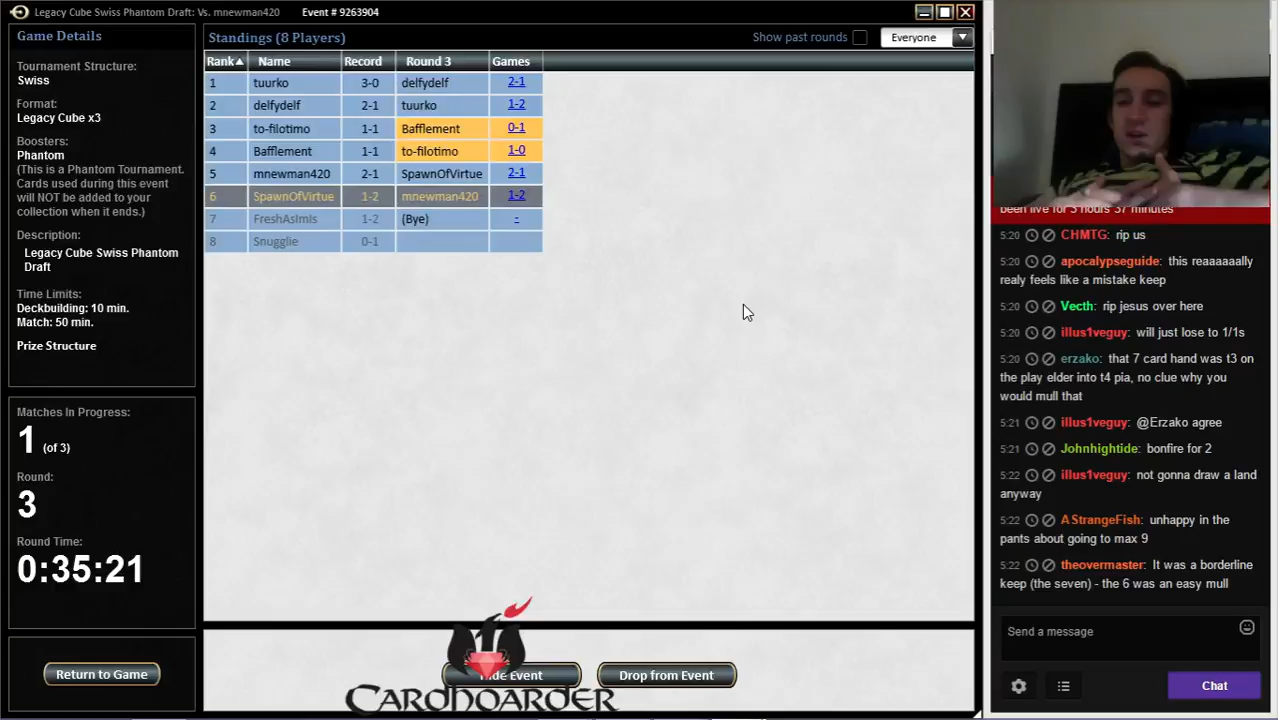 Legacy Cube Swiss Phantom Draft: Vs. mnewman420 Event # 9263904
Game Details
Tournament Structure:
Swiss
Format:
Legacy Cube x3
Boosters:
Phantom
(This is a Phantom Tournament.
Cards used during this event
will NOT be added to your
collection when it ends.)
Description:
Legacy Cube Swiss Phantom
Draft
Time Limits:
Deckbuilding: 10 min.
Match: 50 min.
Prize Structure
Matches In Progress:
1 (of 3)
Round:
3
Round Time:
0:35:21
Return to Game
Standings (8 Players) Show past rounds Everyone
Rank Name Record Round 3 Games
1 tuurko 3-0 delfydelf 2-1
2 delfydelf 2-1 tuurko 1-2
3 to-filotimo 1-1 Bafflement 0-1
4 Bafflement 1-1 to-filotimo 1-0
5 mnewman420 2-1 SpawnOfVirtue 2-1
6 SpawnOfVirtue 1-2 mnewman420 1-2
7 FreshAsImIs 1-2 (Bye) -
8 Snugglie 0-1
Event Drop from Event
CARDHOARDER
been live for 3 hours 37 minutes
5:20 CHMTG: rip us
5:20 apocalypseguide: this reaaaaaally
realy feels like a mistake keep
5:20 Vecth: rip jesus over here
5:20 illus1veguy: will just lose to 1/1s
5:20 erzako: that 7 card hand was t3 on
the play elder into t4 pia, no clue why you
would mull that
5:21 illus1veguy: @Erzako agree
5:21 Johnhightide: bonfire for 2
5:22 illus1veguy: not gonna draw a land
anyway
5:22 AStrangeFish: unhappy in the
pants about going to max 9
5:22 theovermaster: It was a borderline
keep (the seven) - the 6 was an easy mull
Send a message
Chat